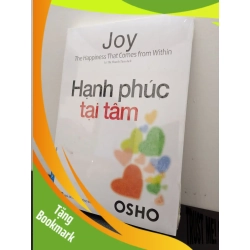 Joy
The Happiness That Comes from Within
Hạnh phúc
tại tâm
OSHO
Tặng
Bookmark